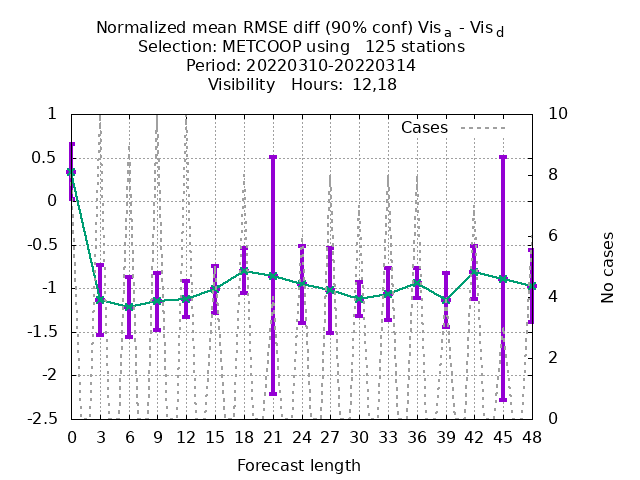 Normalized mean RMSE diff (90% conf) Vis a - Vis d
Selection: METCOOP using 125 stations
Period: 20220310-20220314
Visibility Hours: 12,18
Cases
1
0.5
0
-0.5
-1
-1.5
-2
-2.5
10
8
6
4
2
0
No cases
0 3 6 9 12 15 18 21 24 27 30 33 36 39 42 45 48
Forecast length